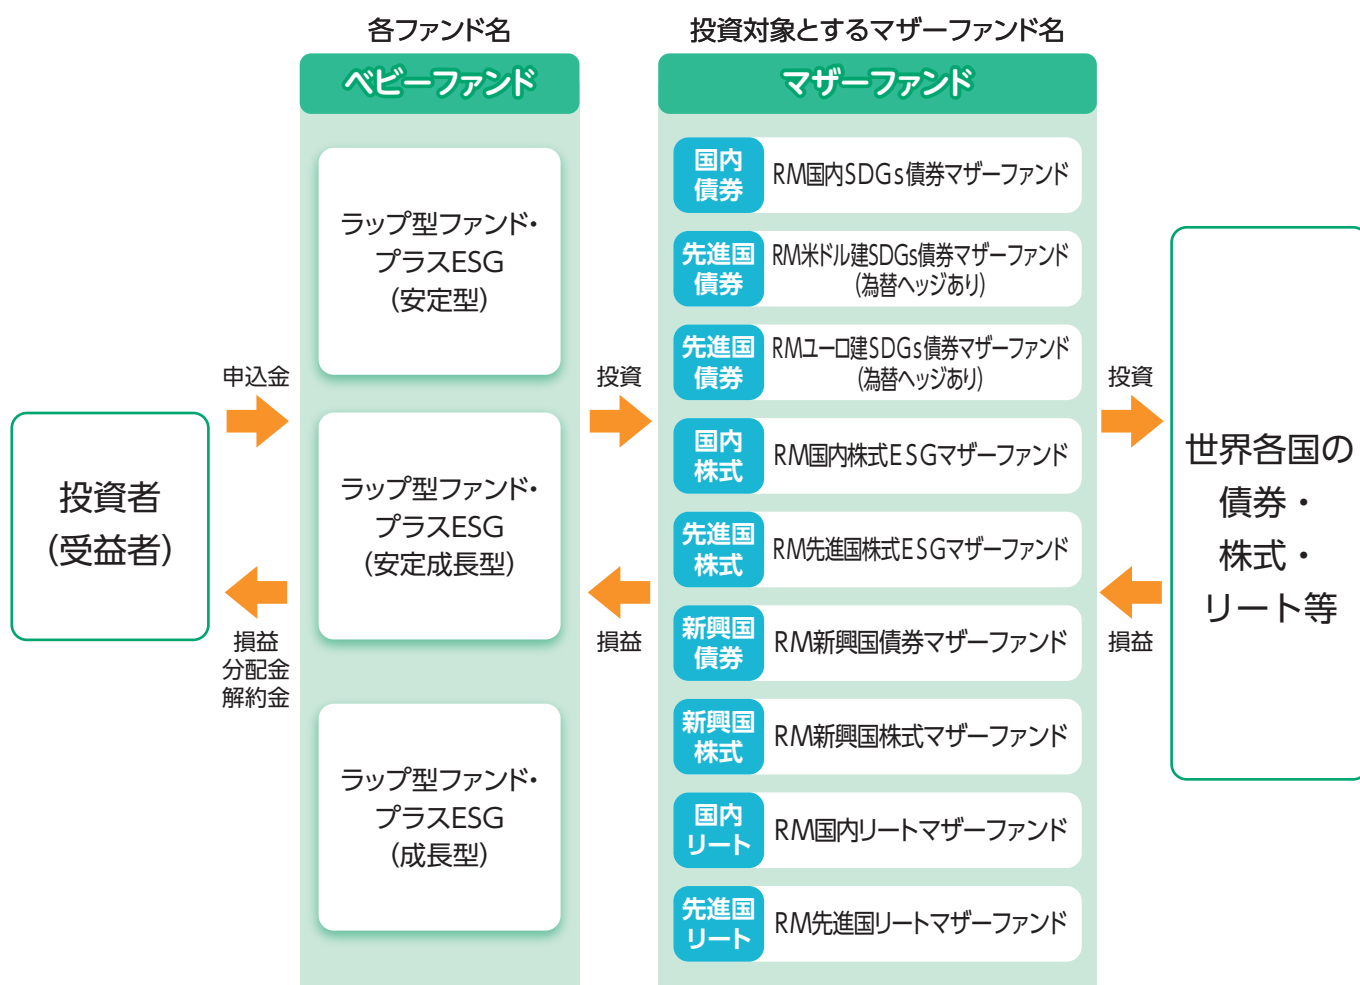 各ファンド名
ベビーファンド
ラップ型ファンド・
プラスESG
(安定型)
ラップ型ファンド・
プラスESG
(安定成長型)
ラップ型ファンド・
プラスESG
(成長型)
投資対象とするマザーファンド名
マザーファンド
国内
債券
RM国内SDGs債券マザーファンド
先進国
債券
RM米ドル建SDGs債券マザーファンド
(為替ヘッジあり)
先進国
債券
RMユーロ建SDGs債券マザーファンド
(為替ヘッジあり)
国内
株式
RM国内株式ESGマザーファンド
先進国
株式
RM先進国株式ESGマザーファンド
新興国
債券
RM新興国債券マザーファンド
新興国
株式
RM新興国株式マザーファンド
国内
リート
RM国内リートマザーファンド
先進国
リート
RM先進国リートマザーファンド
投資者
(受益者)
申込金
損益
分配金
解約金
投資
損益
投資
損益
世界各国の
債券・
株式・
リート等